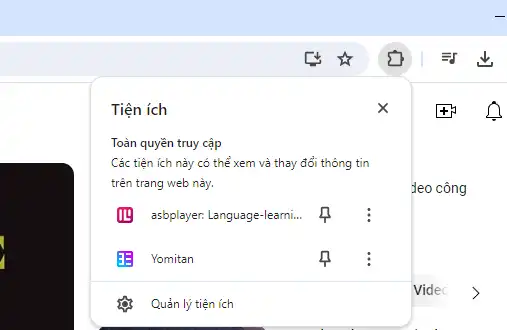 Tiện ích
Toàn quyền truy cập
Các tiện ích này có thể xem và thay đổi thông tin
trên trang web này.
deo công
asbplayer: Language-learni...
Yomitan
Video
Quản lý tiện ích